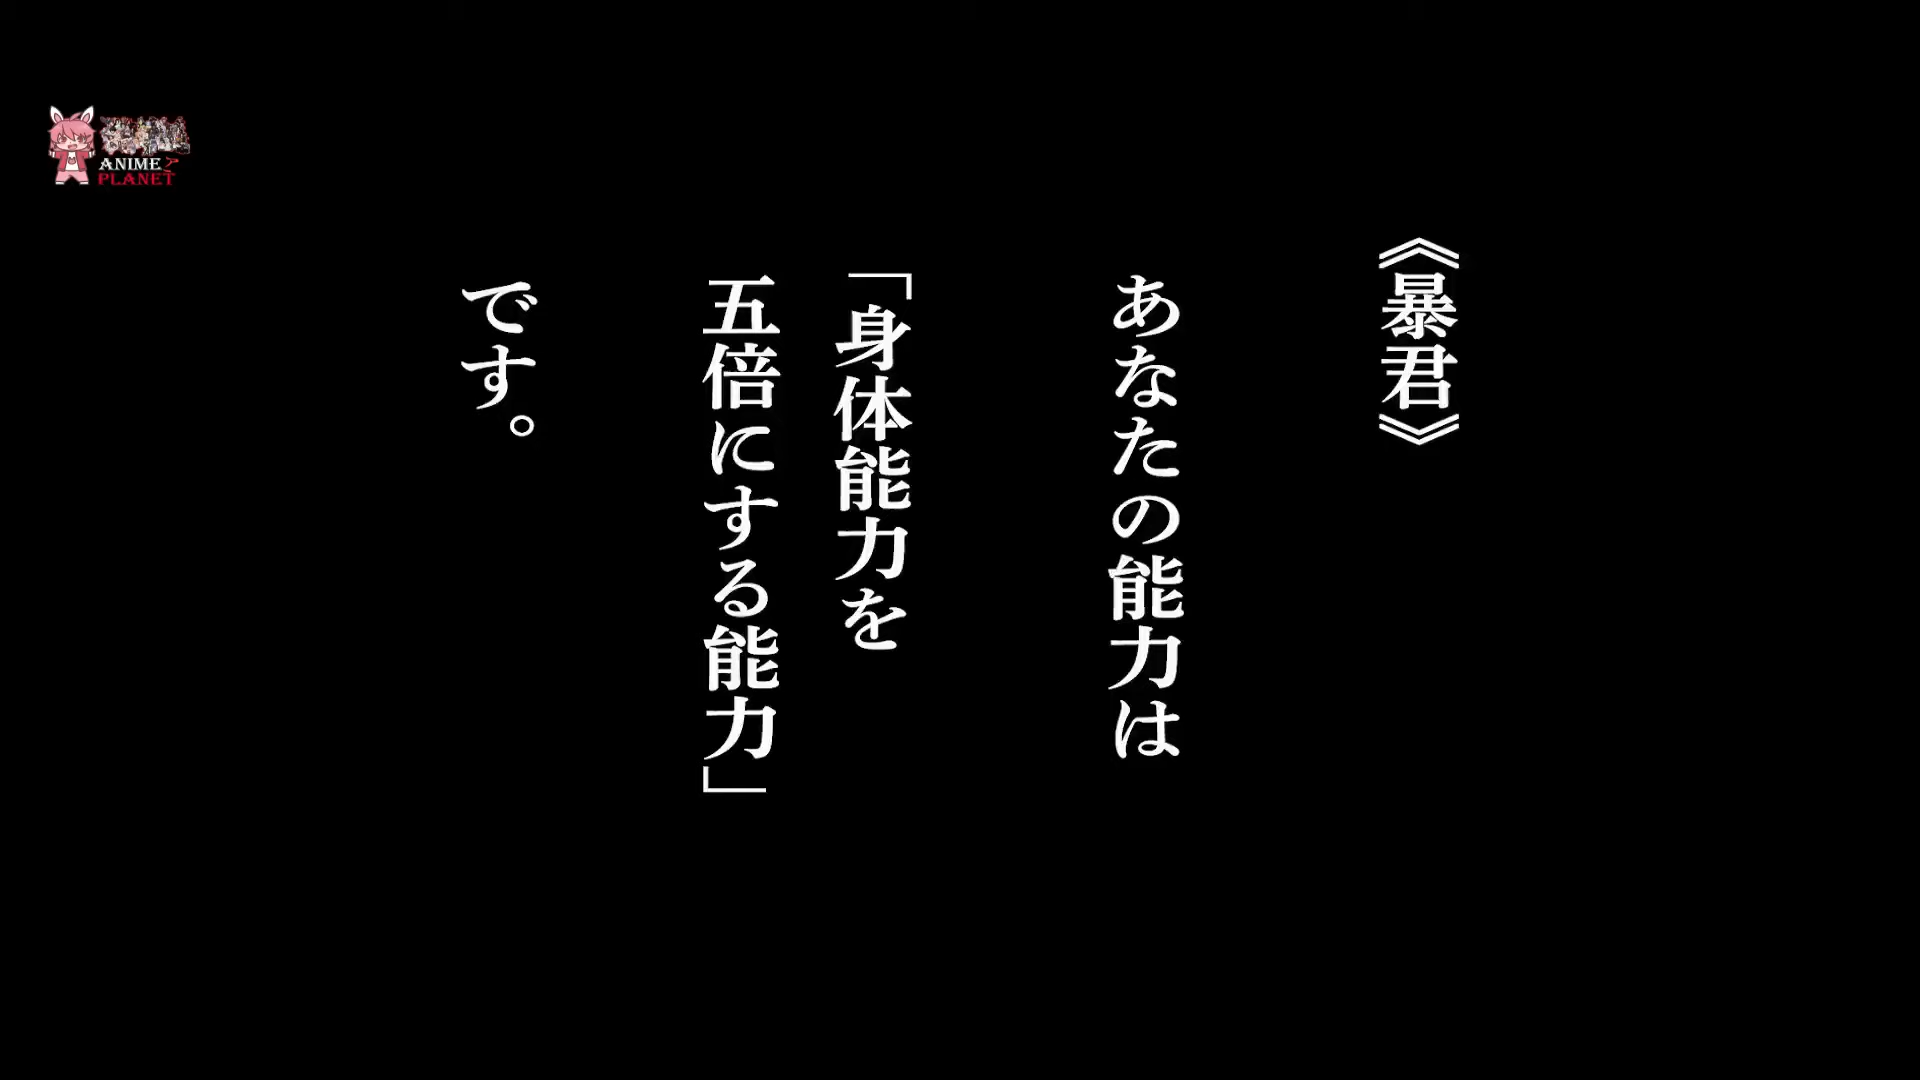 《暴君》
あなたの能力は
「身体能力を
五倍にする能力」
です。
ANIME ア
PLANET